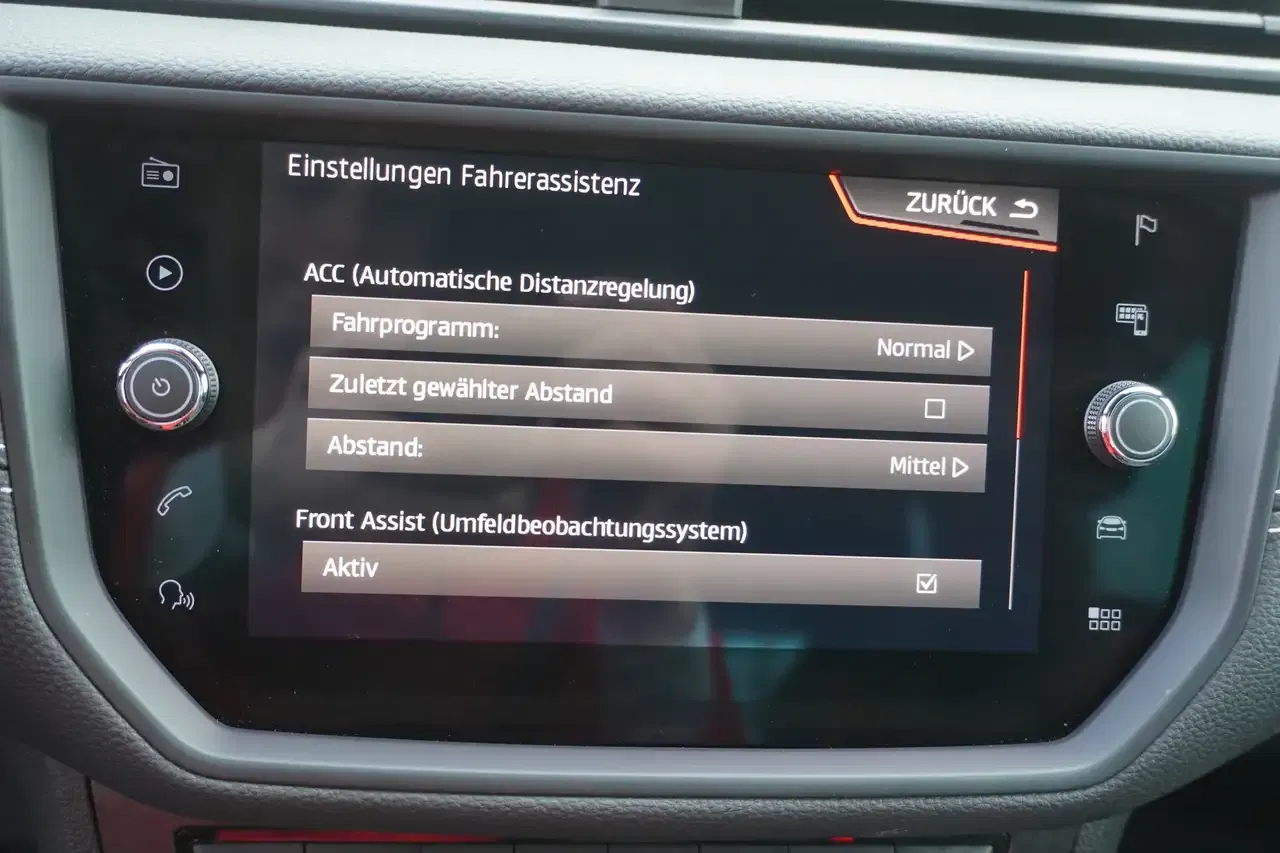 Einstellungen Fahrerassistenz
ZURÜCK
ACC (Automatische Distanzregelung)
Fahrprogramm: Normal
Zuletzt gewählter Abstand
Abstand: Mittel
Front Assist (Umfeldbeobachtungssystem)
Aktiv